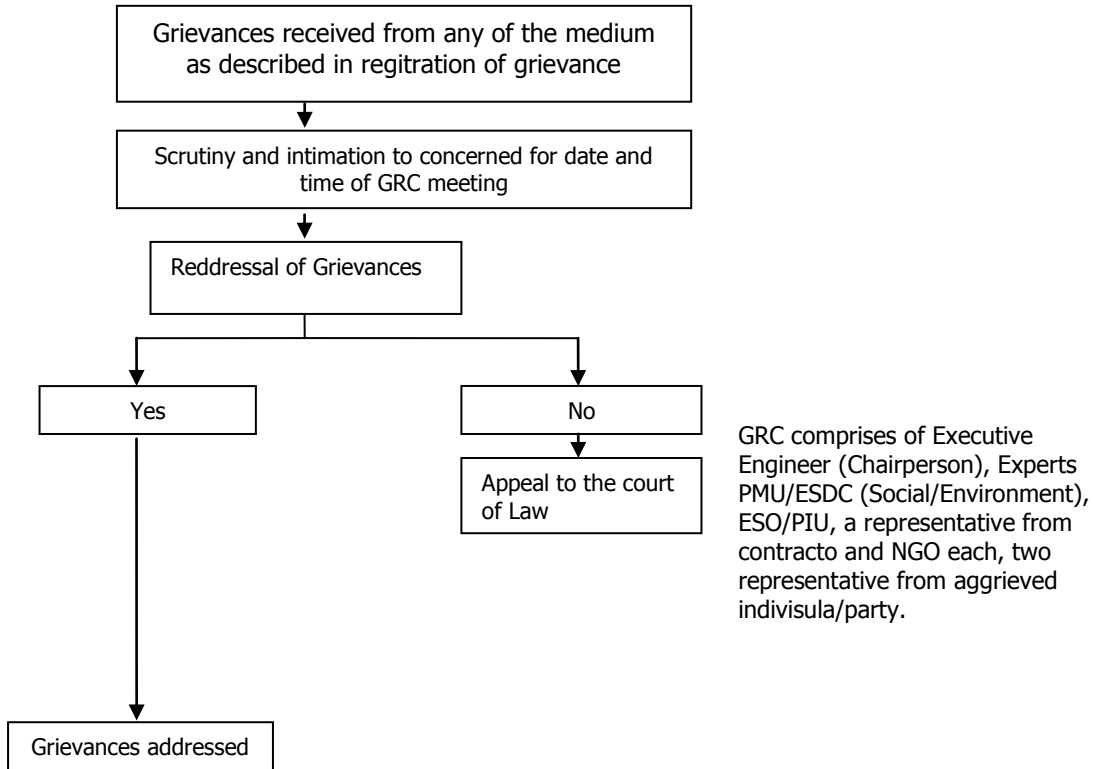 Grievances received from any of the medium
as described in regitration of grievance
Scrutiny and intimation to concerned for date and
time of GRC meeting
Reddressal of Grievances
Yes
No
Appeal to the court
of Law
GRC comprises of Executive
Engineer (Chairperson), Experts
PMU/ESDC (Social/Environment),
ESO/PIU, a representative from
contracto and NGO each, two
representative from aggrieved
indivisula/party.
Grievances addressed